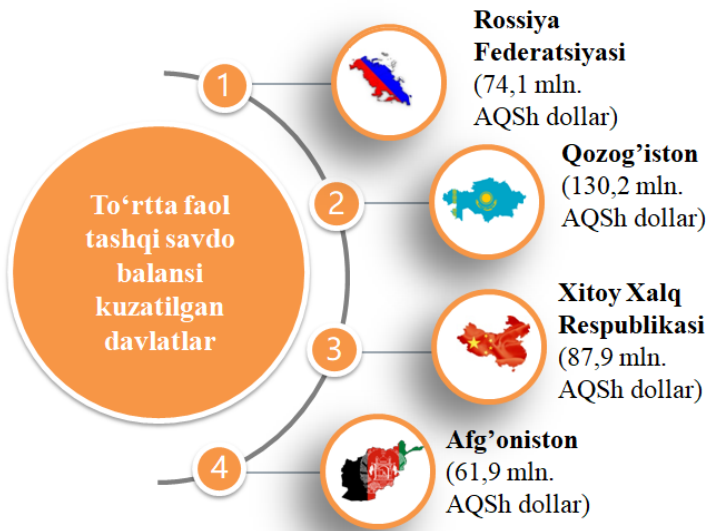 To‘rtta faol
tashqi savdo
balansi
kuzatilgan
davlatlar
1
Rossiya
Federatsiyasi
(74,1 mln.
AQSh dollar)
2
Qozog’iston
(130,2 mln.
AQSh dollar)
3
Xitoy Xalq
Respublikasi
(87,9 mln.
AQSh dollar)
4
Afg’oniston
(61,9 mln.
AQSh dollar)